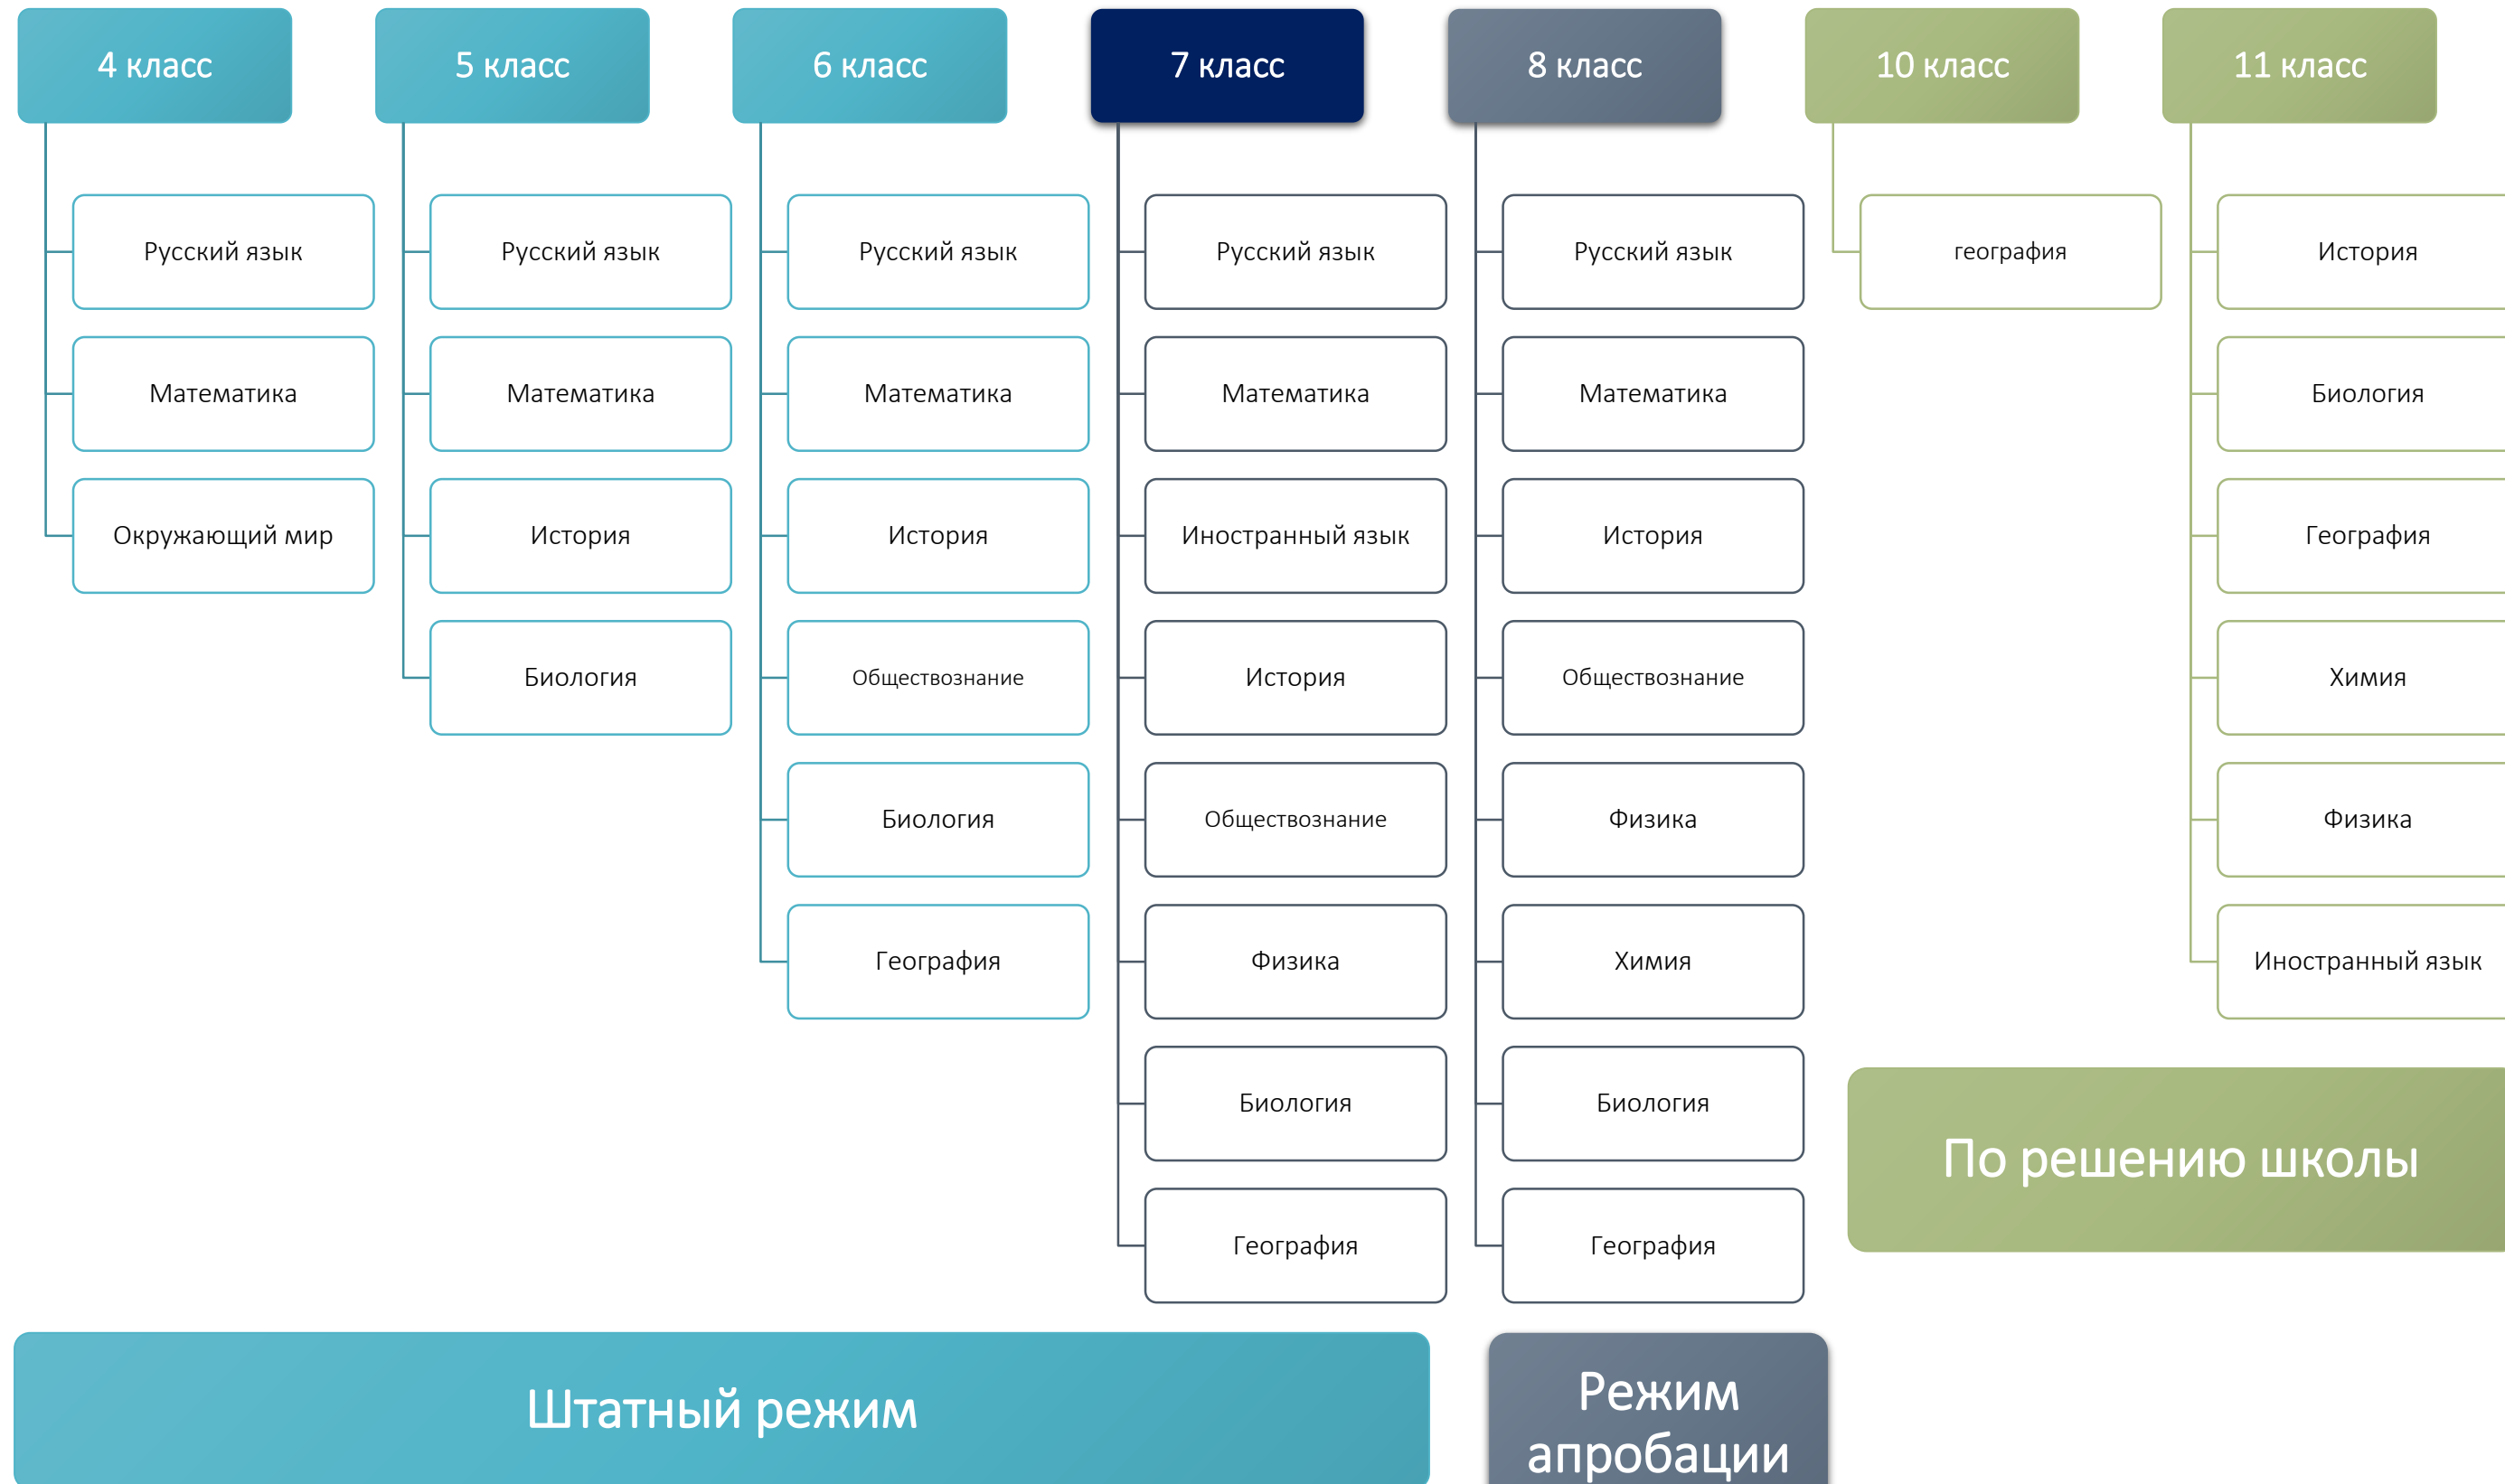 4 класс
Русский язык
Математика
Окружающий мир
5 класс
Русский язык
Математика
История
Биология
6 класс
Русский язык
Математика
История
Обществознание
Биология
География
7 класс
Русский язык
Математика
Иностранный язык
История
Обществознание
Физика
Биология
География
8 класс
Русский язык
Математика
История
Обществознание
Физика
Химия
Биология
География
10 класс
география
11 класс
История
Биология
География
Химия
Физика
Иностранный язык
По решению школы
Штатный режим
Режим
апробации